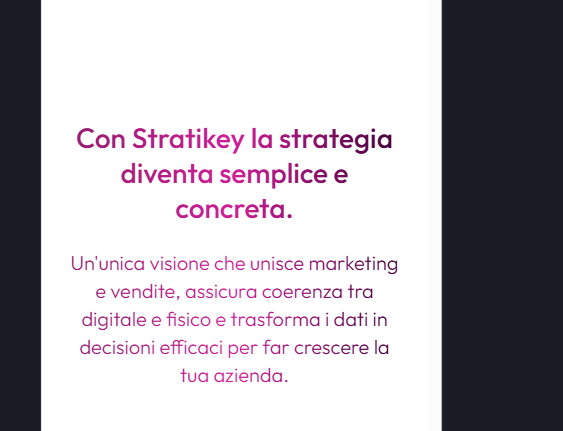 Con Stratikey la strategia
diventa semplice e
concreta.
Un'unica visione che unisce marketing
e vendite, assicura coerenza tra
digitale e fisico e trasforma i dati in
decisioni efficaci per far crescere la
tua azienda.